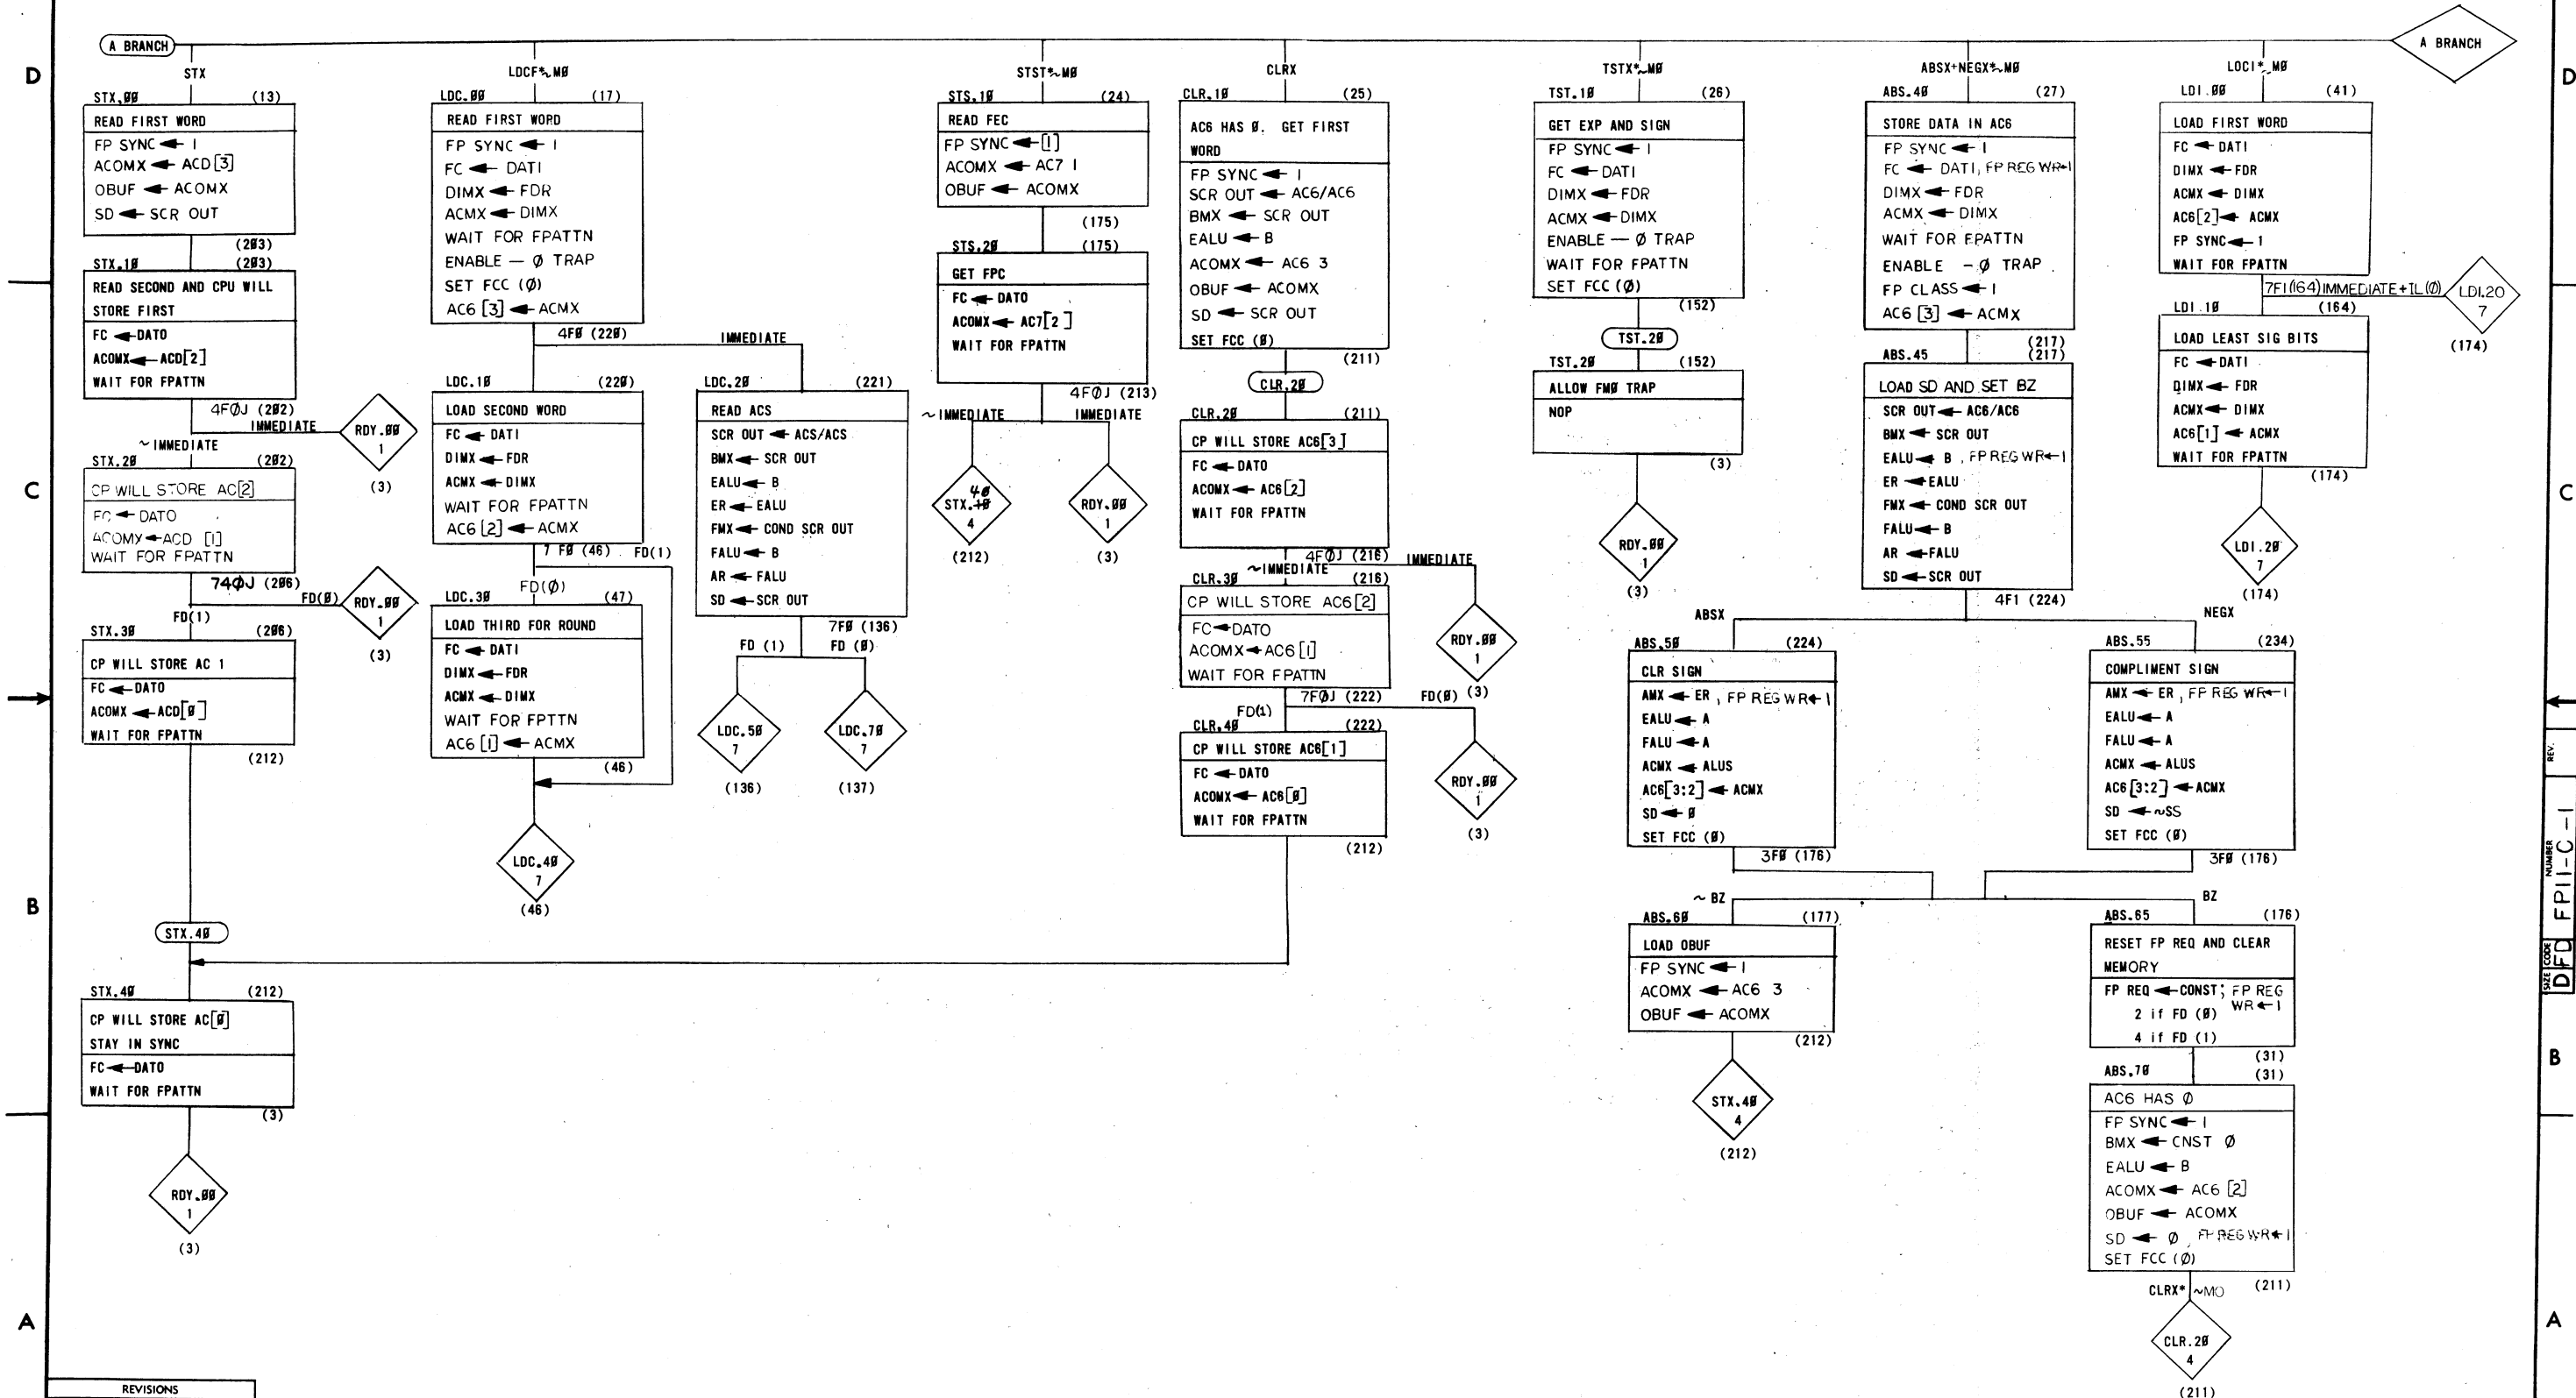 A BRANCH
A BRANCH
D
D
C
C
B
B
A
A
STX
STX.00 (13)
READ FIRST WORD
FP SYNC ← 1
ACOMX ← ACD [3]
OBUF ← ACOMX
SD ← SCR OUT
(203)
STX.10 (203)
READ SECOND AND CPU WILL
STORE FIRST
FC ← DATO
ACOMX ← ACD[2]
WAIT FOR FPATTN
4FØJ (202)
IMMEDIATE
RDY.00
1
(3)
~ IMMEDIATE
STX.20 (202)
CP WILL STORE AC[2]
FC ← DATO
ACOMX ← ACD [1]
WAIT FOR FPATTN
74ØJ (206)
FD(0)
RDY.00
1
(3)
FD(1)
STX.30 (206)
CP WILL STORE AC 1
FC ← DATO
ACOMX ← ACD[0]
WAIT FOR FPATTN
(212)
STX.40
STX.40 (212)
CP WILL STORE AC[0]
STAY IN SYNC
FC ← DATO
WAIT FOR FPATTN
(3)
RDY.00
1
(3)
LDCF*~M0
LDC.00 (17)
READ FIRST WORD
FP SYNC ← 1
FC ← DATI
DIMX ← FDR
ACMX ← DIMX
WAIT FOR FPATTN
ENABLE — Ø TRAP
SET FCC (Ø)
AC6 [3] ← ACMX
4F0 (220)
IMMEDIATE
LDC.10 (220)
LOAD SECOND WORD
FC ← DATI
DIMX ← FDR
ACMX ← DIMX
WAIT FOR FPATTN
AC6 [2] ← ACMX
7 F0 (46) FD(1)
FD(Ø)
LDC.30 (47)
LOAD THIRD FOR ROUND
FC ← DATI
DIMX ← FDR
ACMX ← DIMX
WAIT FOR FPTTN
AC6 [1] ← ACMX
(46)
LDC.40
7
(46)
LDC.20 (221)
READ ACS
SCR OUT ← ACS/ACS
BMX ← SCR OUT
EALU ← B
ER ← EALU
FMX ← COND SCR OUT
FALU ← B
AR ← FALU
SD ← SCR OUT
7F0 (136)
FD (1) FD (0)
LDC.50
7
(136)
LDC.70
7
(137)
STST*~M0
STS.10 (24)
READ FEC
FP SYNC ← [1]
ACOMX ← AC7 1
OBUF ← ACOMX
(175)
STS.20 (175)
GET FPC
FC ← DATO
ACOMX ← AC7[2]
WAIT FOR FPATTN
4FØJ (213)
~ IMMEDIATE IMMEDIATE
40
STX.10
4
(212)
RDY.00
1
(3)
CLRX
CLR.10 (25)
AC6 HAS 0. GET FIRST
WORD
FP SYNC ← 1
SCR OUT ← AC6/AC6
BMX ← SCR OUT
EALU ← B
ACOMX ← AC6 3
OBUF ← ACOMX
SD ← SCR OUT
SET FCC (0)
(211)
CLR.20
CLR.20 (211)
CP WILL STORE AC6[3]
FC ← DATO
ACOMX ← AC6[2]
WAIT FOR FPATTN
4FØJ (216) IMMEDIATE
~IMMEDIATE
CLR.30 (216)
CP WILL STORE AC6[2]
FC ← DATO
ACOMX ← AC6[1]
WAIT FOR FPATTN
RDY.00
1
(3)
7FØJ (222) FD(0)
FD(1)
CLR.40 (222)
CP WILL STORE AC6[1]
FC ← DATO
ACOMX ← AC6[0]
WAIT FOR FPATTN
(212)
RDY.00
1
(3)
TSTX*~M0
TST.10 (26)
GET EXP AND SIGN
FP SYNC ← 1
FC ← DATI
DIMX ← FDR
ACMX ← DIMX
ENABLE — Ø TRAP
WAIT FOR FPATTN
SET FCC (Ø)
(152)
TST.20
TST.20 (152)
ALLOW FM0 TRAP
NOP
(3)
RDY.00
1
(3)
ABSX+NEGX*~M0
ABS.40 (27)
STORE DATA IN AC6
FP SYNC ← 1
FC ← DATI, FP REG WR←1
DIMX ← FDR
ACMX ← DIMX
WAIT FOR FPATTN
ENABLE - Ø TRAP
FP CLASS ← 1
AC6 [3] ← ACMX
(217)
ABS.45 (217)
LOAD SD AND SET BZ
SCR OUT ← AC6/AC6
BMX ← SCR OUT
EALU ← B , FP REG WR←1
ER ← EALU
FMX ← COND SCR OUT
FALU ← B
AR ← FALU
SD ← SCR OUT
4F1 (224)
ABSX NEGX
ABS.50 (224)
CLR SIGN
AMX ← ER , FP REG WR←1
EALU ← A
FALU ← A
ACMX ← ALUS
AC6[3:2] ← ACMX
SD ← 0
SET FCC (0)
3F0 (176)
ABS.55 (234)
COMPLIMENT SIGN
AMX ← ER , FP REG WR←1
EALU ← A
FALU ← A
ACMX ← ALUS
AC6[3:2] ← ACMX
SD ← ~SS
SET FCC (0)
3F0 (176)
~ BZ BZ
ABS.60 (177)
LOAD OBUF
FP SYNC ← 1
ACOMX ← AC6 3
OBUF ← ACOMX
(212)
STX.40
4
(212)
ABS.65 (176)
RESET FP REQ AND CLEAR
MEMORY
FP REQ ← CONST; FP REG
WR←1
2 if FD (0)
4 if FD (1)
(31)
ABS.70 (31)
AC6 HAS Ø
FP SYNC ← 1
BMX ← CNST Ø
EALU ← B
ACOMX ← AC6 [2]
OBUF ← ACOMX
SD ← Ø , FP REG WR←1
SET FCC (Ø)
CLRX* ~MO (211)
CLR.20
4
(211)
LOCI*~M0
LDI.00 (41)
LOAD FIRST WORD
FC ← DATI
DIMX ← FDR
ACMX ← DIMX
AC6[2] ← ACMX
FP SYNC ← 1
WAIT FOR FPATTN
7F1(164) IMMEDIATE+IL(Ø)
LDI.20
7
(174)
LDI.10 (164)
LOAD LEAST SIG BITS
FC ← DATI
DIMX ← FDR
ACMX ← DIMX
AC6[1] ← ACMX
WAIT FOR FPATTN
(174)
LDI.20
7
(174)
REV.
NUMBER
FP11-C-1
SIZE CODE
D FD
REVISIONS